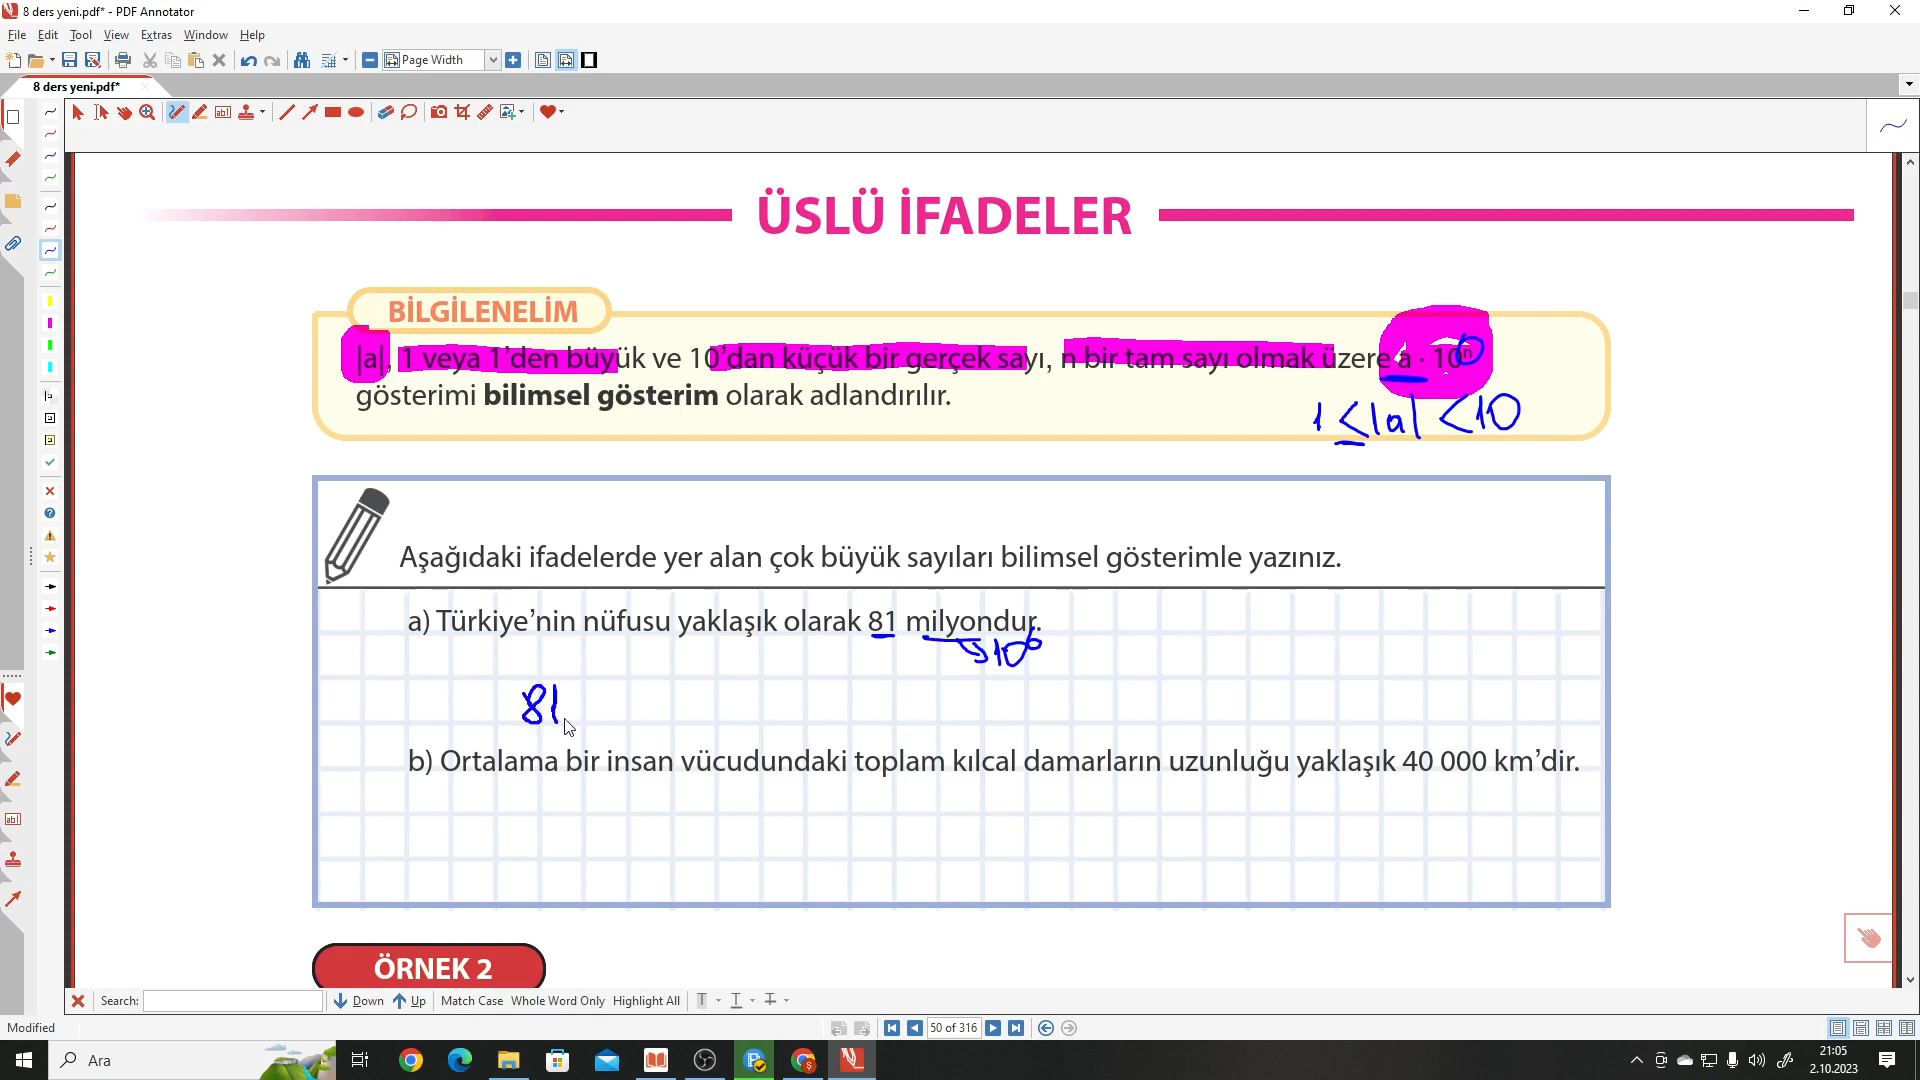 8 ders yeni.pdf* - PDF Annotator
File Edit Tool View Extras Window Help
Page Width
8 ders yeni.pdf*
ÜSLÜ İFADELER
BİLGİLENELİM
|a|, 1 veya 1'den büyük ve 10'dan küçük bir gerçek sayı, n bir tam sayı olmak üzere a · 10ⁿ
gösterimi bilimsel gösterim olarak adlandırılır.
1 ≤ |a| < 10
Aşağıdaki ifadelerde yer alan çok büyük sayıları bilimsel gösterimle yazınız.
a) Türkiye'nin nüfusu yaklaşık olarak 81 milyondur.
10⁶
81
b) Ortalama bir insan vücudundaki toplam kılcal damarların uzunluğu yaklaşık 40 000 km'dir.
ÖRNEK 2
Search: Down Up Match Case Whole Word Only Highlight All
Modified
50 of 316
Ara
21:05
2.10.2023